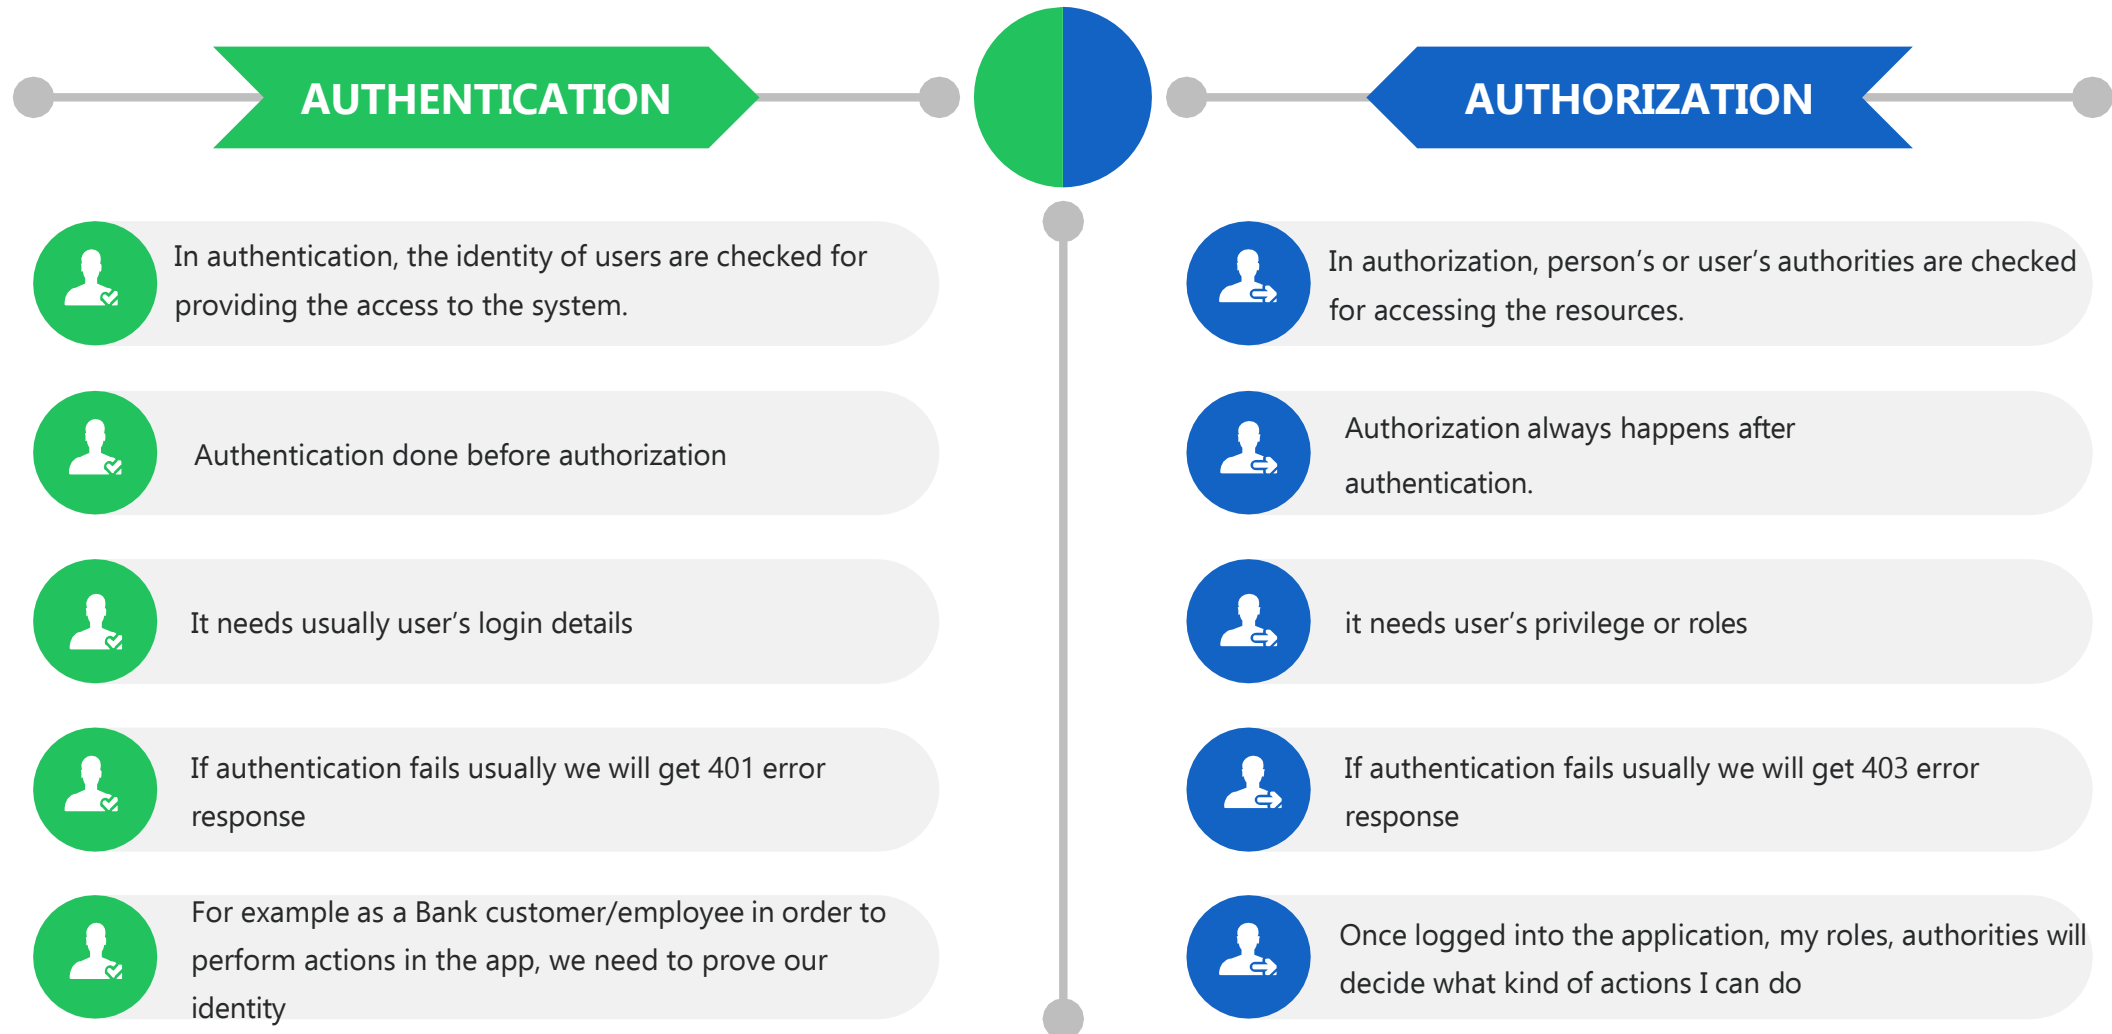 AUTHENTICATION
In authentication, the identity of users are checked for
providing the access to the system.
Authentication done before authorization
It needs usually user's login details
If authentication fails usually we will get 401 error
response
For example as a Bank customer/employee in order to
perform actions in the app, we need to prove our
identity
AUTHORIZATION
In authorization, person's or user's authorities are checked
for accessing the resources.
Authorization always happens after
authentication.
it needs user's privilege or roles
If authentication fails usually we will get 403 error
response
Once logged into the application, my roles, authorities will
decide what kind of actions I can do